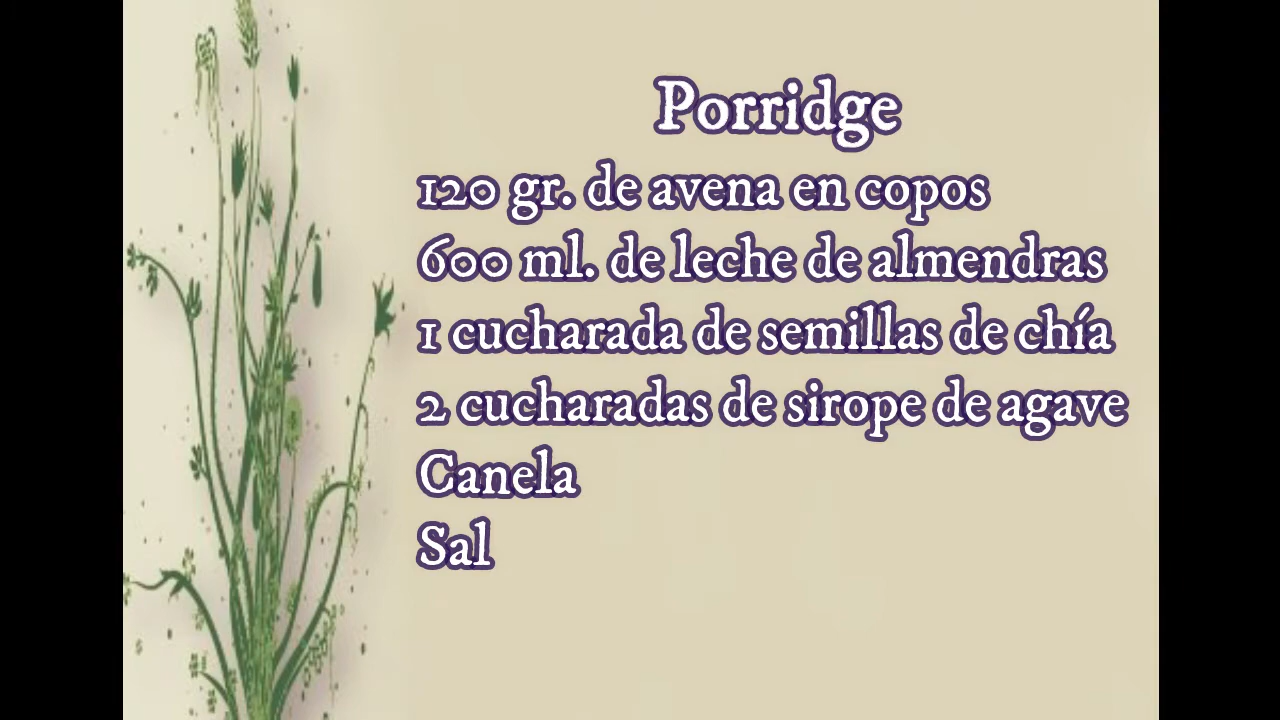 Porridge
120 gr. de avena en copos
600 ml. de leche de almendras
1 cucharada de semillas de chía
2 cucharadas de sirope de agave
Canela
Sal